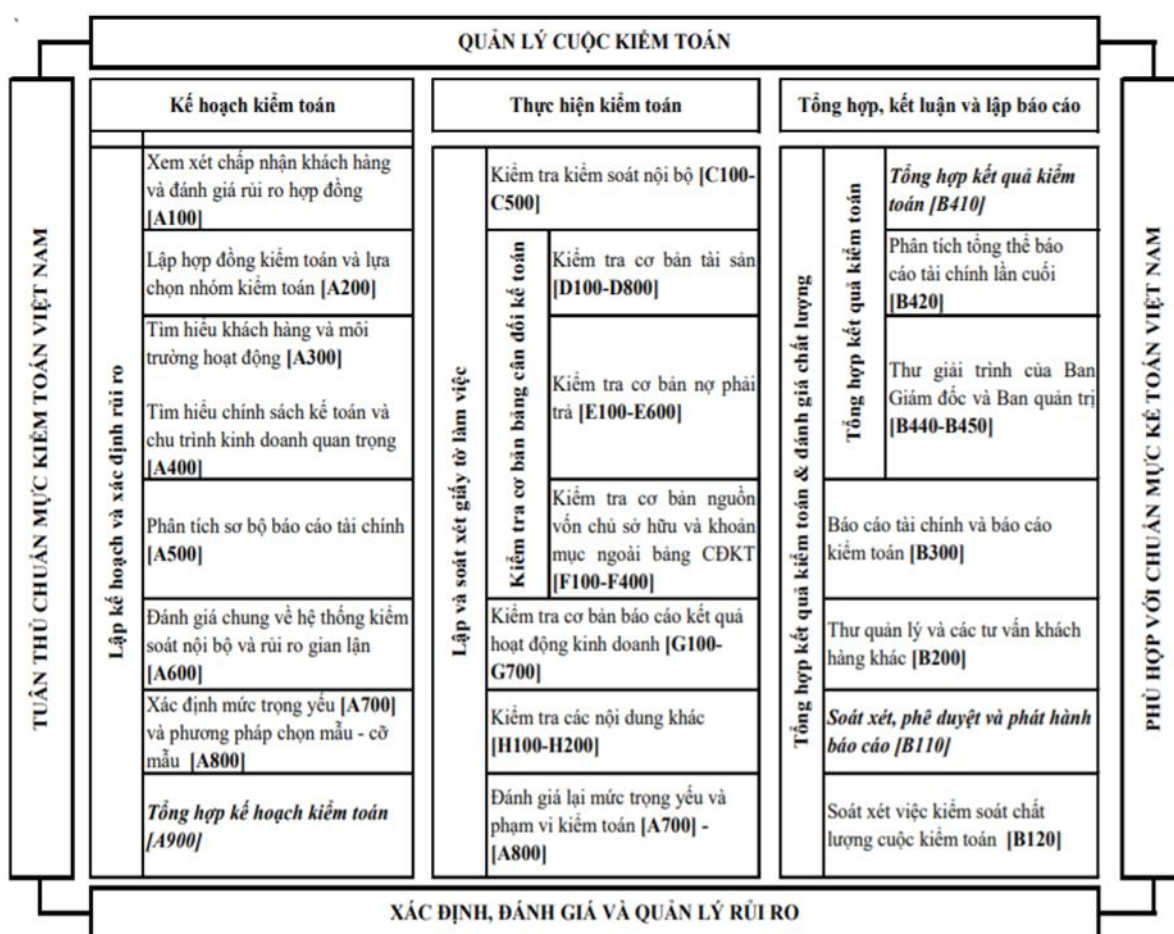 QUẢN LÝ CUỘC KIỂM TOÁN
TUÂN THỦ CHUẨN MỰC KIỂM TOÁN VIỆT NAM
Kế hoạch kiểm toán
Lập kế hoạch và xác định rủi ro
Xem xét chấp nhận khách hàng
và đánh giá rủi ro hợp đồng
[A100]
Lập hợp đồng kiểm toán và lựa
chọn nhóm kiểm toán [A200]
Tìm hiểu khách hàng và môi
trường hoạt động [A300]
Tìm hiểu chính sách kế toán và
chu trình kinh doanh quan trọng
[A400]
Phân tích sơ bộ báo cáo tài chính
[A500]
Đánh giá chung về hệ thống kiểm
soát nội bộ và rủi ro gian lận
[A600]
Xác định mức trọng yếu [A700]
và phương pháp chọn mẫu - cỡ
mẫu [A800]
Tổng hợp kế hoạch kiểm toán
[A900]
Thực hiện kiểm toán
Lập và soát xét giấy tờ làm việc
Kiểm tra kiểm soát nội bộ [C100-
C500]
Kiểm tra cơ bản bảng cân đối kế toán
Kiểm tra cơ bản tài sản
[D100-D800]
Kiểm tra cơ bản nợ phải
trả [E100-E600]
Kiểm tra cơ bản nguồn
vốn chủ sở hữu và khoản
mục ngoài bảng CĐKT
[F100-F400]
Kiểm tra cơ bản báo cáo kết quả
hoạt động kinh doanh [G100-
G700]
Kiểm tra các nội dung khác
[H100-H200]
Đánh giá lại mức trọng yếu và
phạm vi kiểm toán [A700] -
[A800]
Tổng hợp, kết luận và lập báo cáo
Tổng hợp kết quả kiểm toán & đánh giá chất lượng
Tổng hợp kết quả kiểm toán
Tổng hợp kết quả kiểm
toán [B410]
Phân tích tổng thể báo
cáo tài chính lần cuối
[B420]
Thư giải trình của Ban
Giám đốc và Ban quản trị
[B440-B450]
Báo cáo tài chính và báo cáo
kiểm toán [B300]
Thư quản lý và các tư vấn khách
hàng khác [B200]
Soát xét, phê duyệt và phát hành
báo cáo [B110]
Soát xét việc kiểm soát chất
lượng cuộc kiểm toán [B120]
PHÙ HỢP VỚI CHUẨN MỰC KẾ TOÁN VIỆT NAM
XÁC ĐỊNH, ĐÁNH GIÁ VÀ QUẢN LÝ RỦI RO